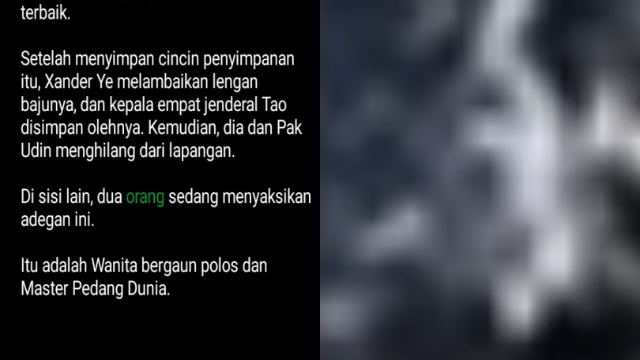 terbaik.
Setelah menyimpan cincin penyimpanan
itu, Xander Ye melambaikan lengan
bajunya, dan kepala empat jenderal Tao
disimpan olehnya. Kemudian, dia dan Pak
Udin menghilang dari lapangan.
Di sisi lain, dua orang sedang menyaksikan
adegan ini.
Itu adalah Wanita bergaun polos dan
Master Pedang Dunia.